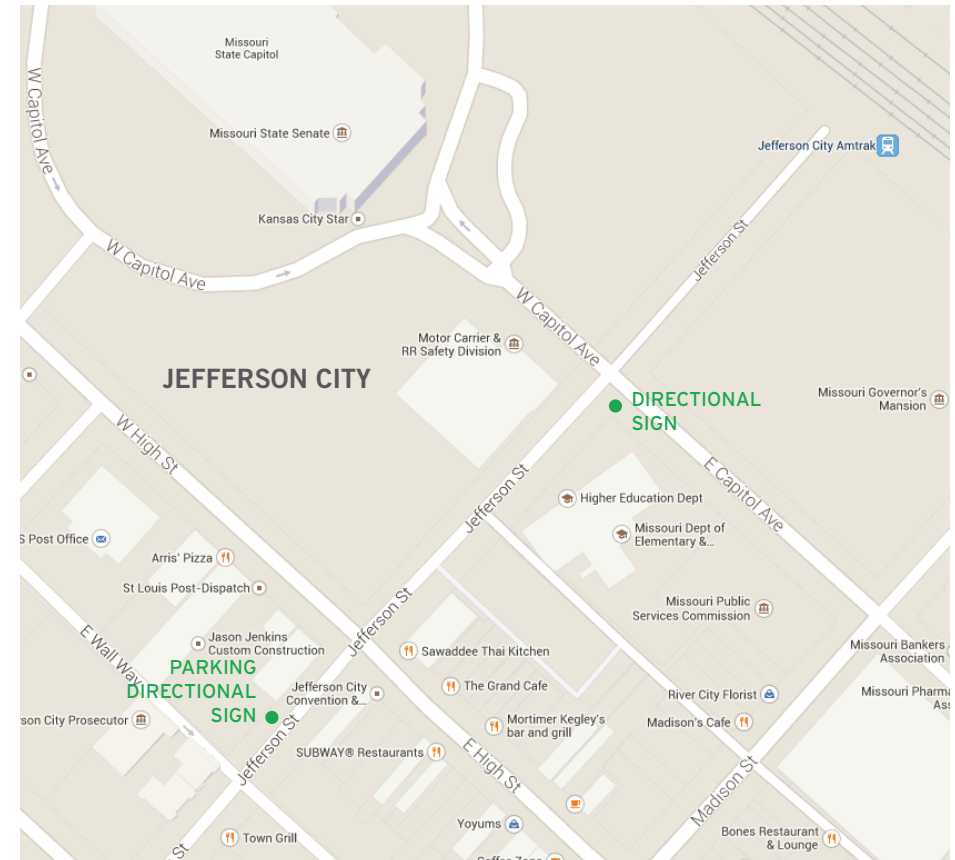 Missouri
State Capitol
W Capitol Ave
Missouri State Senate
Jefferson City Amtrak
Kansas City Star
Jefferson St
W Capitol Ave
W Capitol Ave
Motor Carrier &
RR Safety Division
JEFFERSON CITY
DIRECTIONAL
SIGN
Missouri Governor's
Mansion
W High St
E Capitol Ave
Jefferson St
Higher Education Dept
Missouri Dept of
Elementary &...
S Post Office
Arris' Pizza
St Louis Post-Dispatch
Jefferson St
Missouri Public
Services Commission
E Wall Way
Jason Jenkins
Custom Construction
Sawaddee Thai Kitchen
Missouri Bankers
Association
PARKING
DIRECTIONAL
SIGN
Jefferson City
Convention &...
The Grand Cafe
River City Florist
Missouri Pharma
Ass
rson City Prosecutor
Mortimer Kegley's
bar and grill
Madison's Cafe
Jefferson St
SUBWAY® Restaurants
E High St
Madison St
Town Grill
Yoyums
Bones Restaurant
& Lounge
St